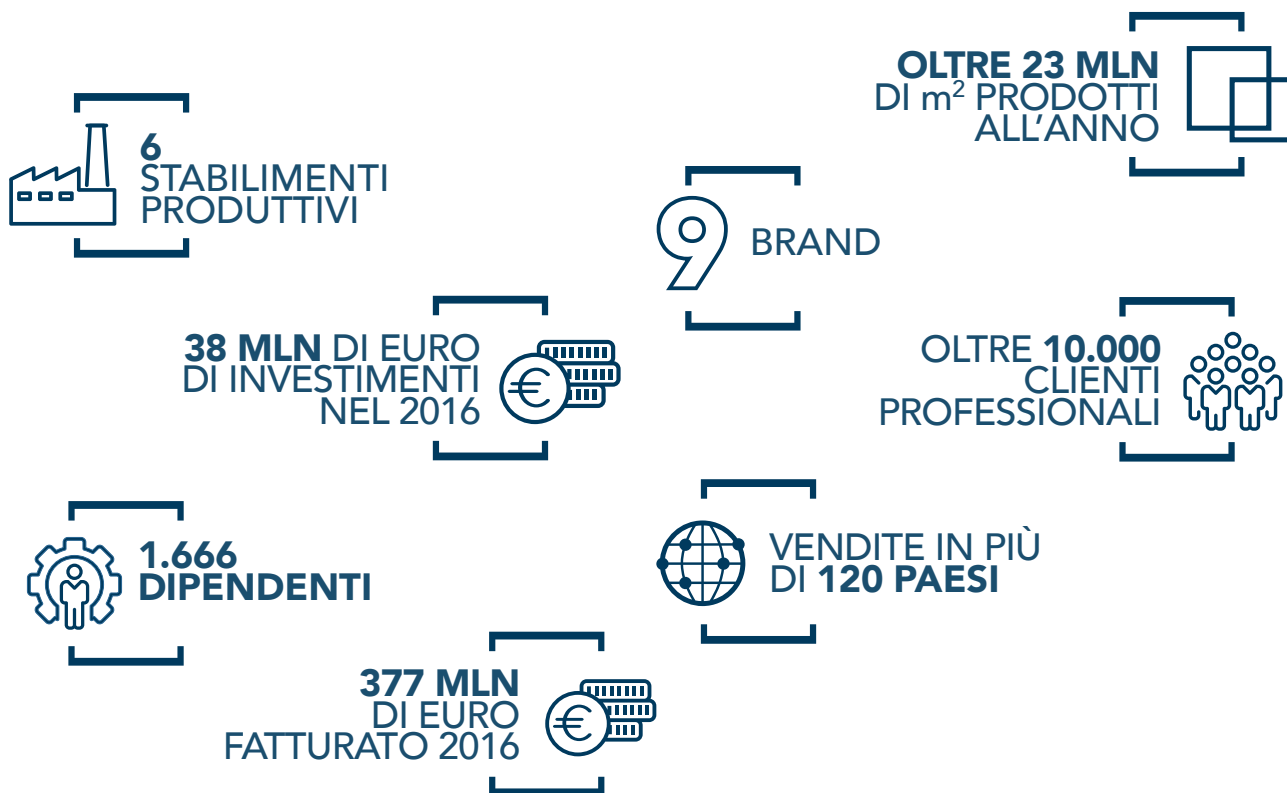 OLTRE 23 MLN
DI m² PRODOTTI
ALL'ANNO
6
STABILIMENTI
PRODUTTIVI
9 BRAND
38 MLN DI EURO
DI INVESTIMENTI
NEL 2016
OLTRE 10.000
CLIENTI
PROFESSIONALI
1.666
DIPENDENTI
VENDITE IN PIÙ
DI 120 PAESI
377 MLN
DI EURO
FATTURATO 2016